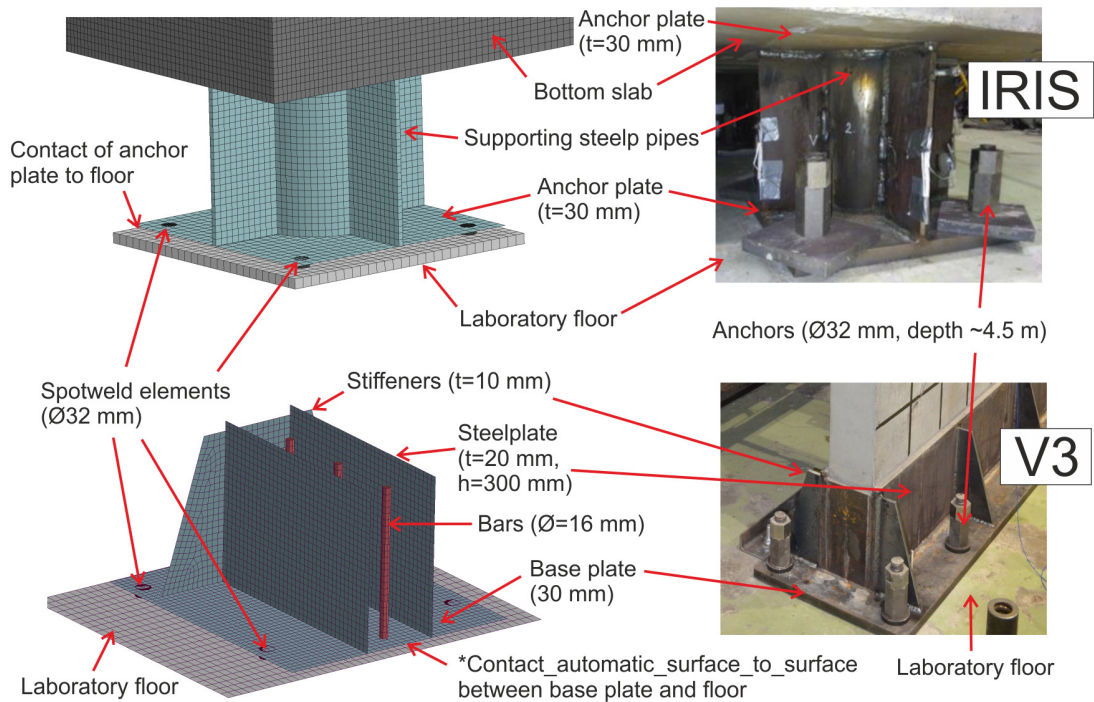 Anchor plate
(t=30 mm)
Bottom slab
IRIS
Supporting steelp pipes
Contact of anchor
plate to floor
Anchor plate
(t=30 mm)
V
2.
Laboratory floor
Anchors (Ø32 mm, depth ~4.5 m)
Spotweld elements
(Ø32 mm)
Stiffeners (t=10 mm)
Steelplate
(t=20 mm,
h=300 mm)
V3
Bars (Ø=16 mm)
Base plate
(30 mm)
Laboratory floor
*Contact_automatic_surface_to_surface
between base plate and floor
Laboratory floor